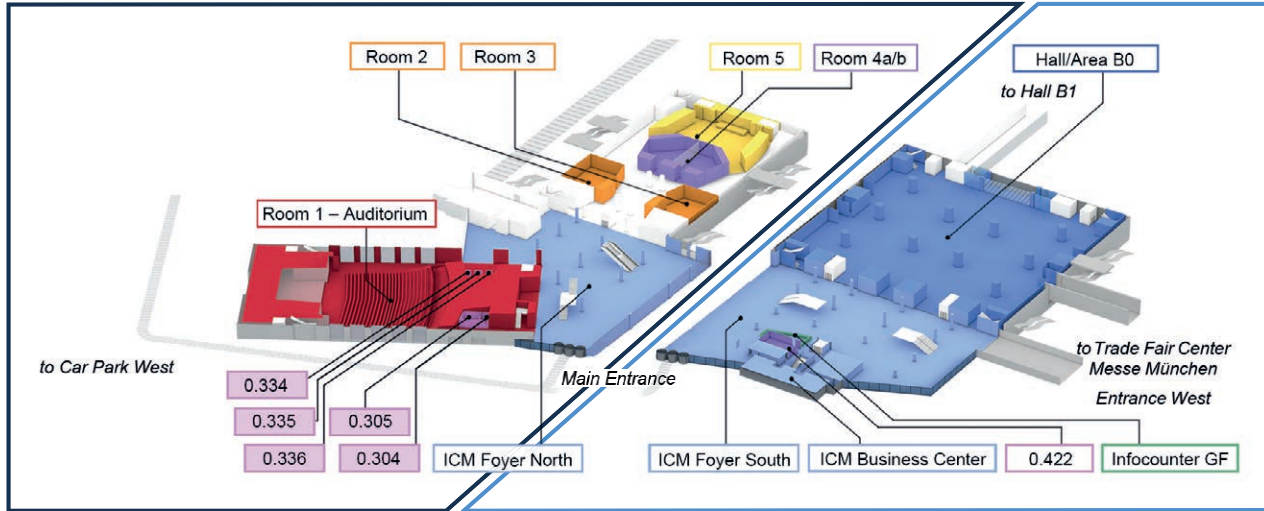 Room 2
Room 3
Room 5
Room 4a/b
Hall/Area B0
to Hall B1
Room 1 – Auditorium
to Car Park West
Main Entrance
to Trade Fair Center
Messe München
Entrance West
0.334
0.335
0.305
0.336
0.304
ICM Foyer North
ICM Foyer South
ICM Business Center
0.422
Infocounter GF